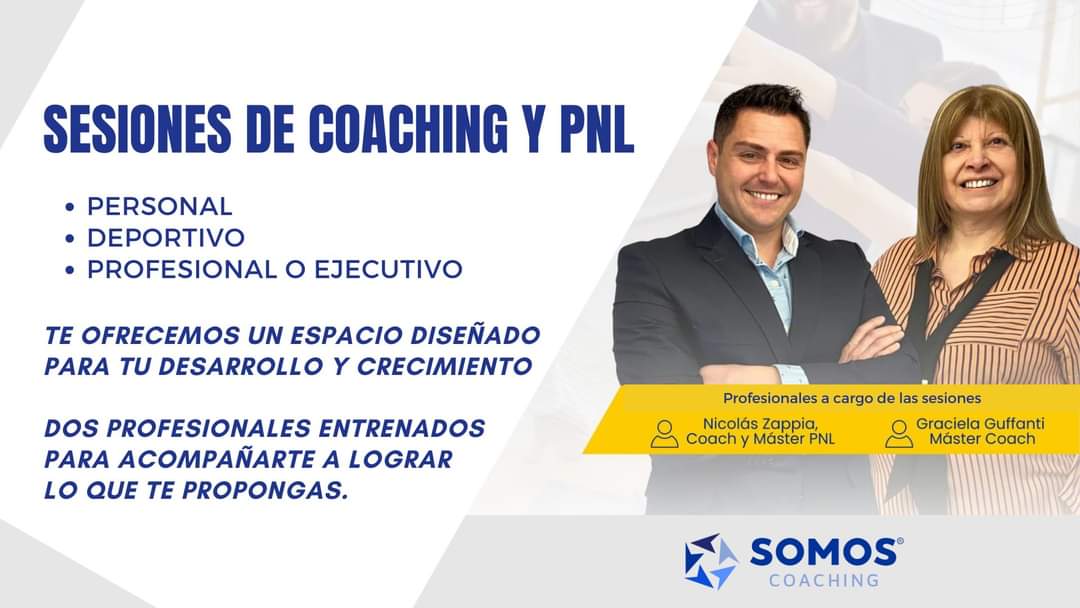 SESIONES DE COACHING Y PNL
• PERSONAL
• DEPORTIVO
• PROFESIONAL O EJECUTIVO
TE OFRECEMOS UN ESPACIO DISEÑADO
PARA TU DESARROLLO Y CRECIMIENTO
DOS PROFESIONALES ENTRENADOS
PARA ACOMPAÑARTE A LOGRAR
LO QUE TE PROPONGAS.
Profesionales a cargo de las sesiones
Nicolás Zappia,
Coach y Máster PNL
Graciela Guffanti
Máster Coach
SOMOS®
COACHING